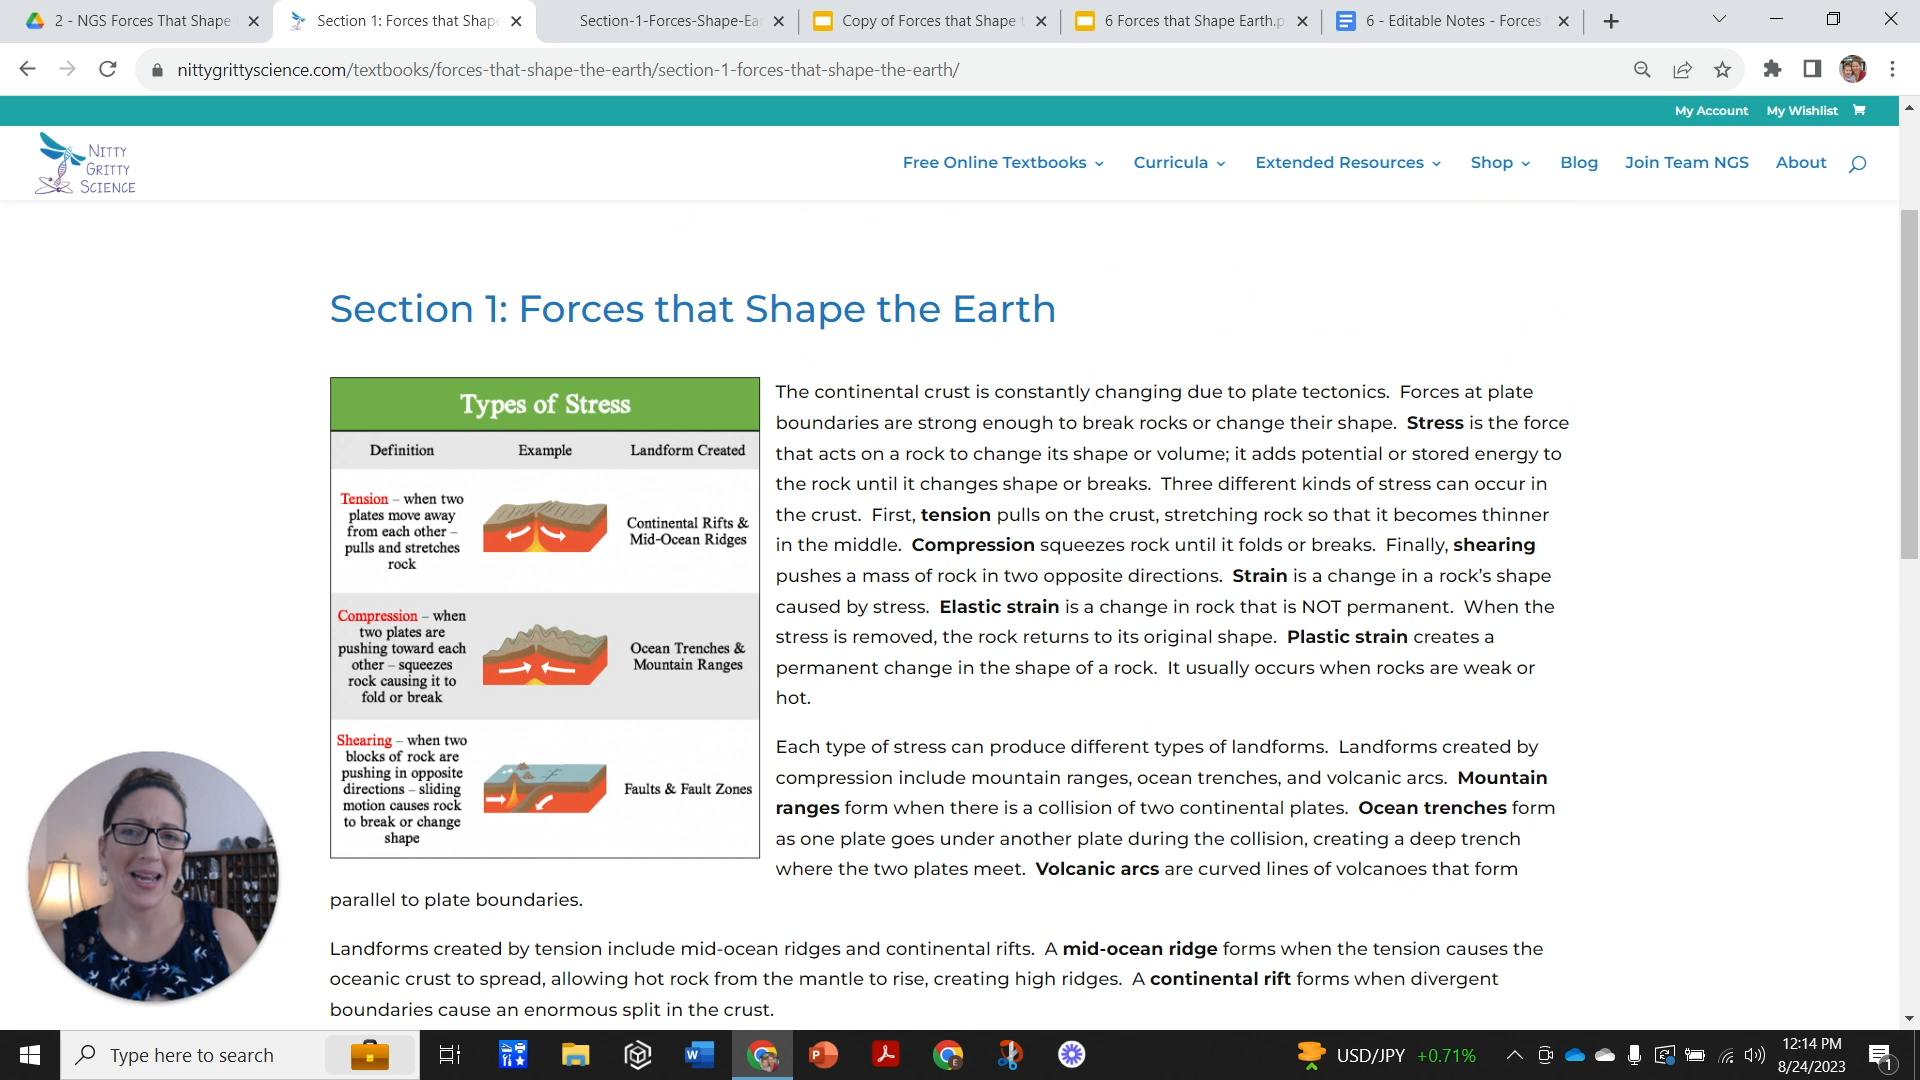 2 - NGS Forces That Shape
Section 1: Forces that Shape
Section-1-Forces-Shape-Ea
Copy of Forces that Shape t
6 Forces that Shape Earth.p
6 - Editable Notes - Forces
nittygrittyscience.com/textbooks/forces-that-shape-the-earth/section-1-forces-that-shape-the-earth/
My Account
My Wishlist
NITTY
GRITTY
SCIENCE
Free Online Textbooks
Curricula
Extended Resources
Shop
Blog
Join Team NGS
About
Section 1: Forces that Shape the Earth
Types of Stress
Definition
Example
Landform Created
Tension – when two
plates move away
from each other –
pulls and stretches
rock
Continental Rifts &
Mid-Ocean Ridges
Compression – when
two plates are
pushing toward each
other – squeezes
rock causing it to
fold or break
Ocean Trenches &
Mountain Ranges
Shearing – when two
blocks of rock are
pushing in opposite
directions – sliding
motion causes rock
to break or change
shape
Faults & Fault Zones
The continental crust is constantly changing due to plate tectonics. Forces at plate
boundaries are strong enough to break rocks or change their shape. Stress is the force
that acts on a rock to change its shape or volume; it adds potential or stored energy to
the rock until it changes shape or breaks. Three different kinds of stress can occur in
the crust. First, tension pulls on the crust, stretching rock so that it becomes thinner
in the middle. Compression squeezes rock until it folds or breaks. Finally, shearing
pushes a mass of rock in two opposite directions. Strain is a change in a rock's shape
caused by stress. Elastic strain is a change in rock that is NOT permanent. When the
stress is removed, the rock returns to its original shape. Plastic strain creates a
permanent change in the shape of a rock. It usually occurs when rocks are weak or
hot.
Each type of stress can produce different types of landforms. Landforms created by
compression include mountain ranges, ocean trenches, and volcanic arcs. Mountain
ranges form when there is a collision of two continental plates. Ocean trenches form
as one plate goes under another plate during the collision, creating a deep trench
where the two plates meet. Volcanic arcs are curved lines of volcanoes that form
parallel to plate boundaries.
Landforms created by tension include mid-ocean ridges and continental rifts. A mid-ocean ridge forms when the tension causes the
oceanic crust to spread, allowing hot rock from the mantle to rise, creating high ridges. A continental rift forms when divergent
boundaries cause an enormous split in the crust.
Type here to search
USD/JPY +0.71%
12:14 PM
8/24/2023
1